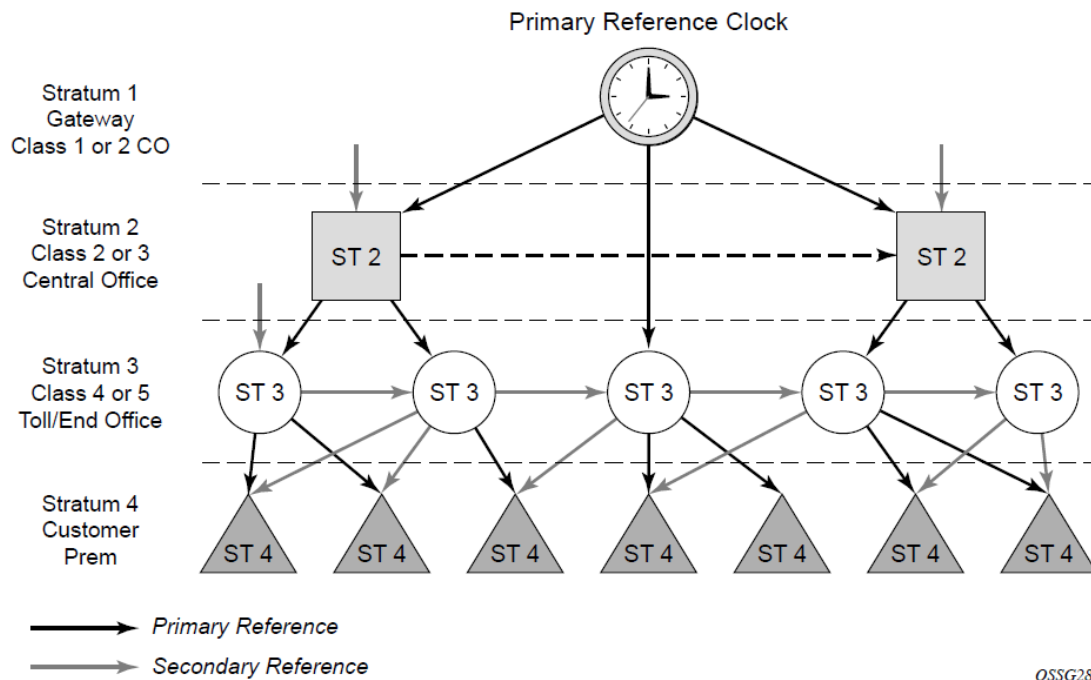 Primary Reference Clock
Stratum 1
Gateway
Class 1 or 2 CO
Stratum 2
Class 2 or 3
Central Office
ST 2
ST 2
Stratum 3
Class 4 or 5
Toll/End Office
ST 3
ST 3
ST 3
ST 3
ST 3
Stratum 4
Customer
Prem
ST 4
ST 4
ST 4
ST 4
ST 4
ST 4
ST 4
Primary Reference
Secondary Reference
OSSG28